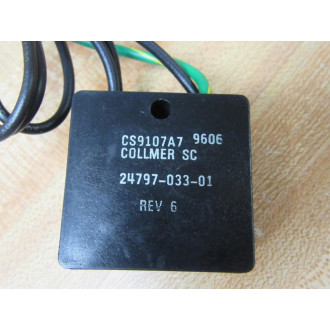 CS9107A7 9606
COLLMER SC
24797-033-01
REV 6